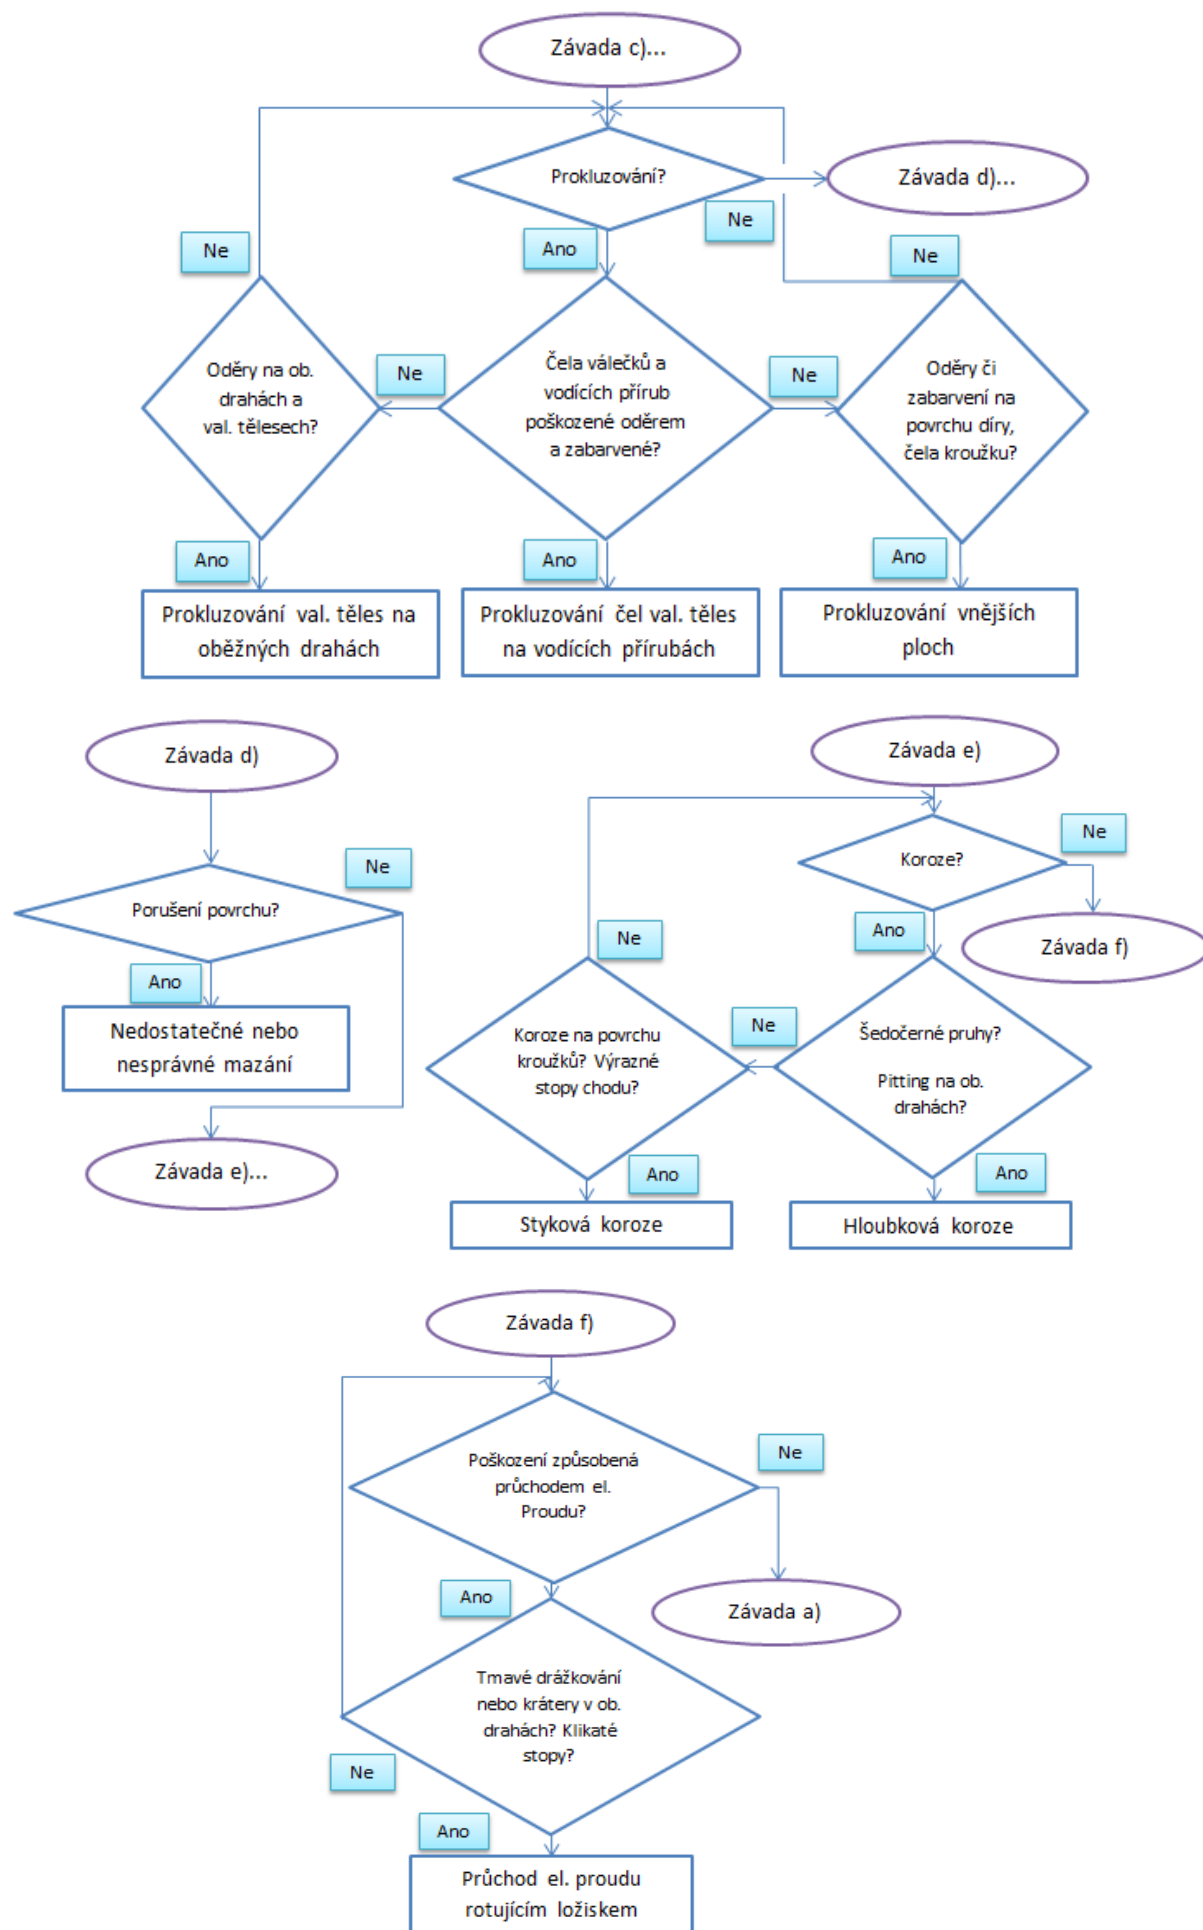 Závada c)...
Prokluzování?
Závada d)...
Ne
Ano
Ne
Ne
Oděry na ob.
drahách a
val. tělesech?
Ne
Čela válečků a
vodících přírub
poškozené oděrem
a zabarvené?
Ne
Oděry či
zabarvení na
povrchu díry,
čela kroužku?
Ano
Ano
Ano
Prokluzování val. těles na
oběžných drahách
Prokluzování čel val. těles
na vodících přírubách
Prokluzování vnějších
ploch
Závada d)
Ne
Porušení povrchu?
Ano
Nedostatečné nebo
nesprávné mazání
Závada e)...
Závada e)
Ne
Koroze?
Ano
Závada f)
Ne
Koroze na povrchu
kroužků? Výrazné
stopy chodu?
Ne
Šedočerné pruhy?
Pitting na ob.
drahách?
Ano
Ano
Styková koroze
Hloubková koroze
Závada f)
Poškození způsobená
průchodem el.
Proudu?
Ne
Ano
Závada a)
Tmavé drážkování
nebo krátery v ob.
drahách? Klikaté
stopy?
Ne
Ano
Průchod el. proudu
rotujícím ložiskem